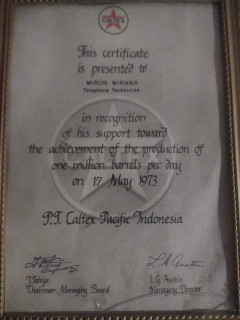 CALTEX
This certificate
is presented to
MIRUN WIRANA
Telephone Technician
in recognition
of his support toward
the achievement of the production of
one million barrels per day
on 17 May 1973
P.T. Caltex Pacific Indonesia
J. Tahija
Chairman, Managing Board
L.G. Austin
Managing Director